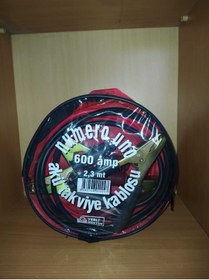 numero uno
600 amp
2,3 mt
akü takviye kablosu